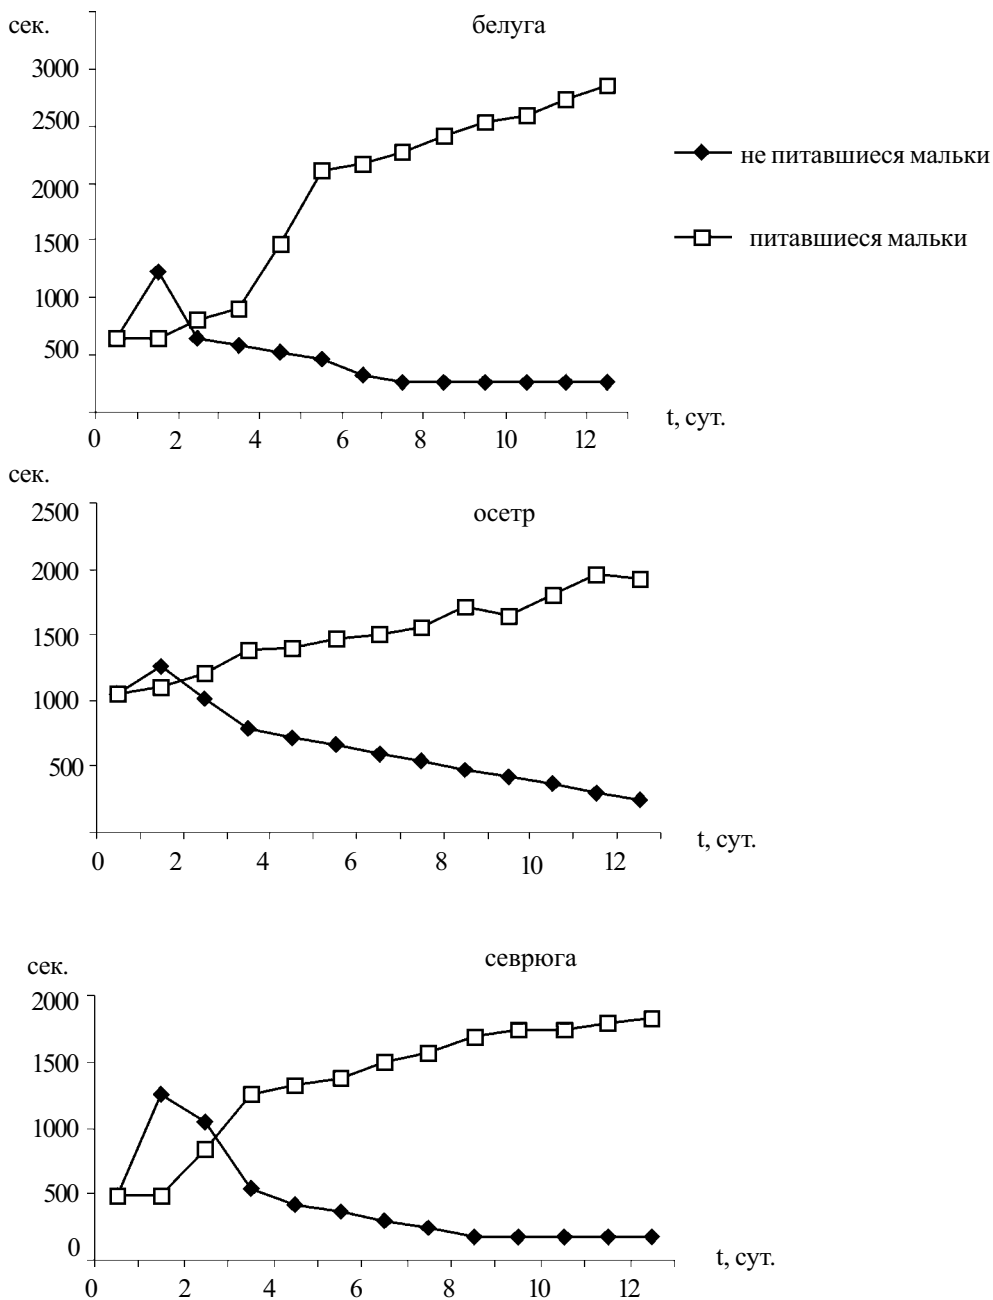 сек.
белуга
3000
2500
2000
1500
1000
500
не питавшиеся мальки
питавшиеся мальки
0 2 4 6 8 10 12
t, сут.
сек.
осетр
2500
2000
1500
1000
500
0 2 4 6 8 10 12
t, сут.
сек.
севрюга
2000
1500
1000
500
0
0 2 4 6 8 10 12
t, сут.